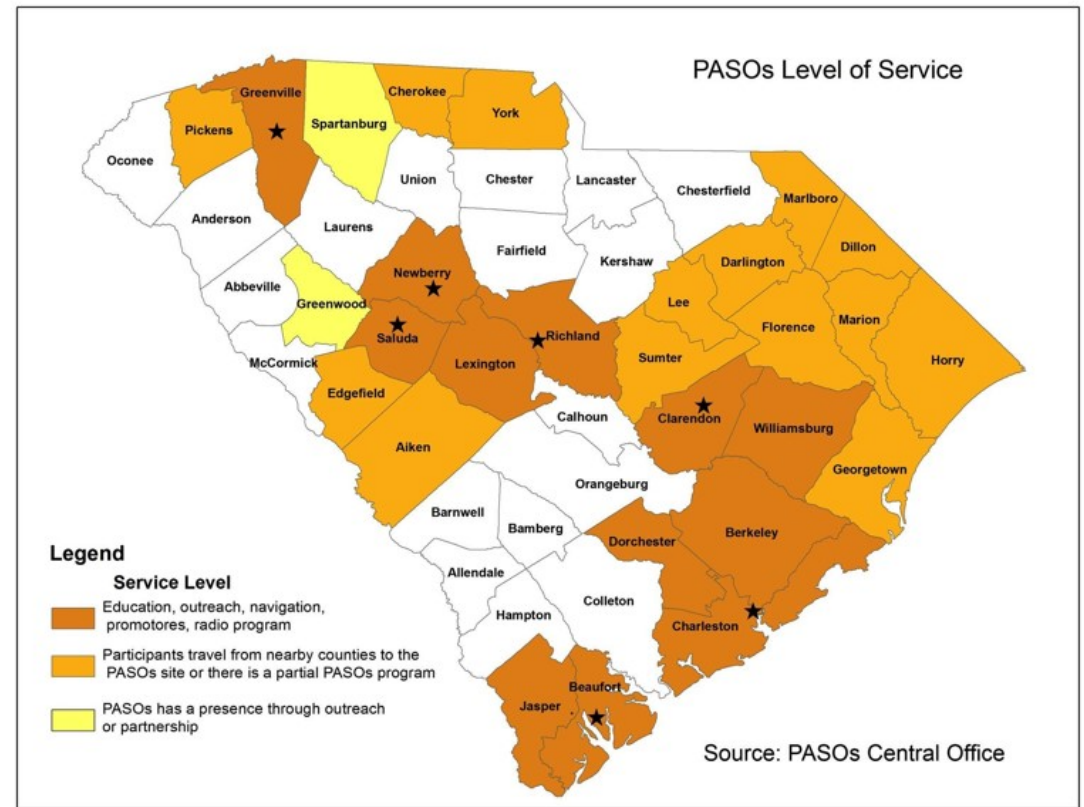 PASOs Level of Service
Greenville
Cherokee
York
Spartanburg
Pickens
Oconee
Union
Chester
Lancaster
Chesterfield
Marlboro
Anderson
Laurens
Fairfield
Kershaw
Darlington
Dillon
Newberry
Abbeville
Greenwood
Lee
Florence
Marion
Saluda
Richland
Sumter
McCormick
Lexington
Horry
Edgefield
Calhoun
Clarendon
Williamsburg
Aiken
Georgetown
Orangeburg
Barnwell
Bamberg
Berkeley
Dorchester
Allendale
Colleton
Hampton
Charleston
Beaufort
Jasper
Legend
Service Level
Education, outreach, navigation,
promotores, radio program
Participants travel from nearby counties to the
PASOs site or there is a partial PASOs program
PASOs has a presence through outreach
or partnership
Source: PASOs Central Office